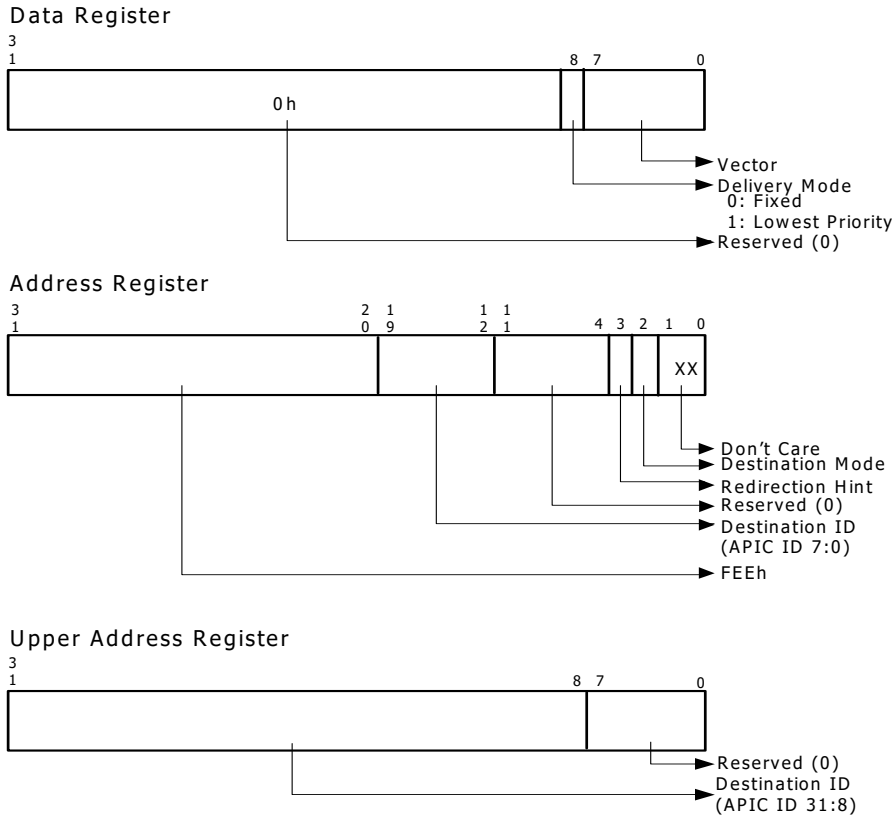 Data Register
3
1 8 7 0
0h
Vector
Delivery Mode
0: Fixed
1: Lowest Priority
Reserved (0)
Address Register
3 2 1 1 1
1 0 9 2 1 4 3 2 1 0
XX
Don't Care
Destination Mode
Redirection Hint
Reserved (0)
Destination ID
(APIC ID 7:0)
FEEh
Upper Address Register
3
1 8 7 0
Reserved (0)
Destination ID
(APIC ID 31:8)